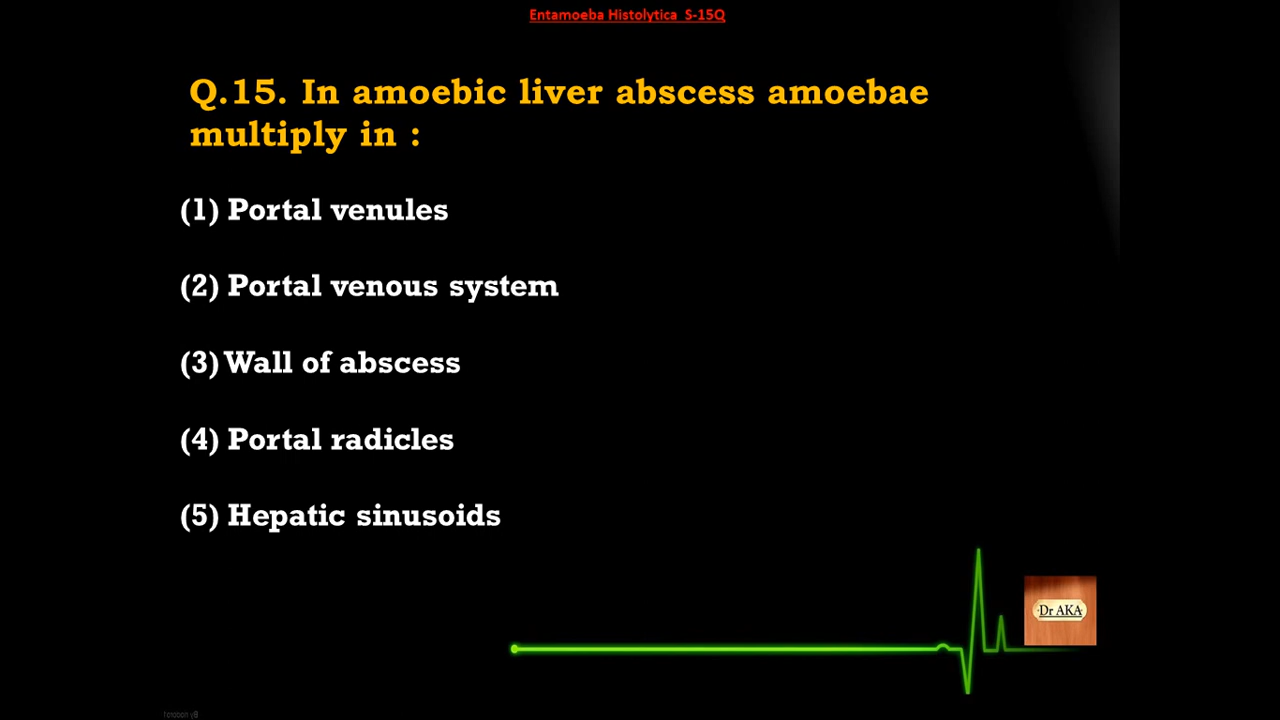 Entamoeba Histolytica S-15Q
Q.15. In amoebic liver abscess amoebae
multiply in :
(1) Portal venules
(2) Portal venous system
(3) Wall of abscess
(4) Portal radicles
(5) Hepatic sinusoids
Dr AKA